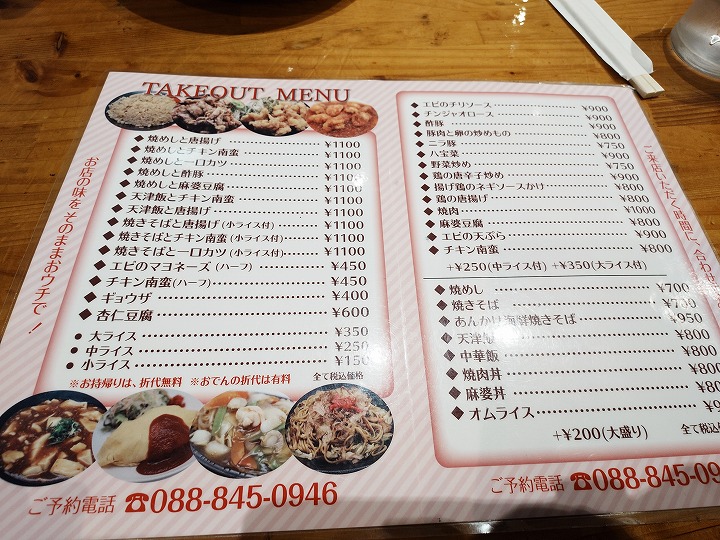 TAKEOUT MENU
お店の味をそのままおウチで！
◆焼めしと唐揚げ ¥1100
◆焼めしとチキン南蛮 ¥1100
◆焼めしと一口カツ ¥1100
◆焼めしと酢豚 ¥1100
◆焼めしと麻婆豆腐 ¥1100
◆天津飯とチキン南蛮 ¥1100
◆天津飯と唐揚げ ¥1100
◆焼きそばと唐揚げ(小ライス付) ¥1100
◆焼きそばとチキン南蛮(小ライス付) ¥1100
◆焼きそばと一口カツ(小ライス付) ¥1100
◆エビのマヨネーズ(ハーフ) ¥450
◆チキン南蛮(ハーフ) ¥450
◆ギョウザ ¥400
◆杏仁豆腐 ¥600
●大ライス ¥350
●中ライス ¥250
●小ライス ¥150
※お持帰りは、折代無料 ※おでんの折代は有料 全て税込価格
ご予約電話 ☎088-845-0946
◆エビのチリソース ¥900
◆チンジャオロース ¥900
◆酢豚 ¥900
◆豚肉と卵の炒めもの ¥800
◆ニラ豚 ¥750
◆八宝菜 ¥900
◆野菜炒め ¥750
◆鶏の唐辛子炒め ¥800
◆揚げ鶏のネギソースかけ ¥800
◆鶏の唐揚げ ¥800
◆焼肉 ¥1000
◆麻婆豆腐 ¥800
◆エビの天ぷら ¥900
◆チキン南蛮 ¥800
+¥250(中ライス付) +¥350(大ライス付)
◆焼めし ¥700
◆焼きそば
◆あんかけ海鮮焼きそば ¥950
◆天津飯 ¥800
◆中華飯 ¥800
◆焼肉丼 ¥800
◆麻婆丼 ¥80
◆オムライス
+¥200(大盛り) 全て税込
ご予約電話 ☎088-845-09
ご来店いただく時間に、合わせ